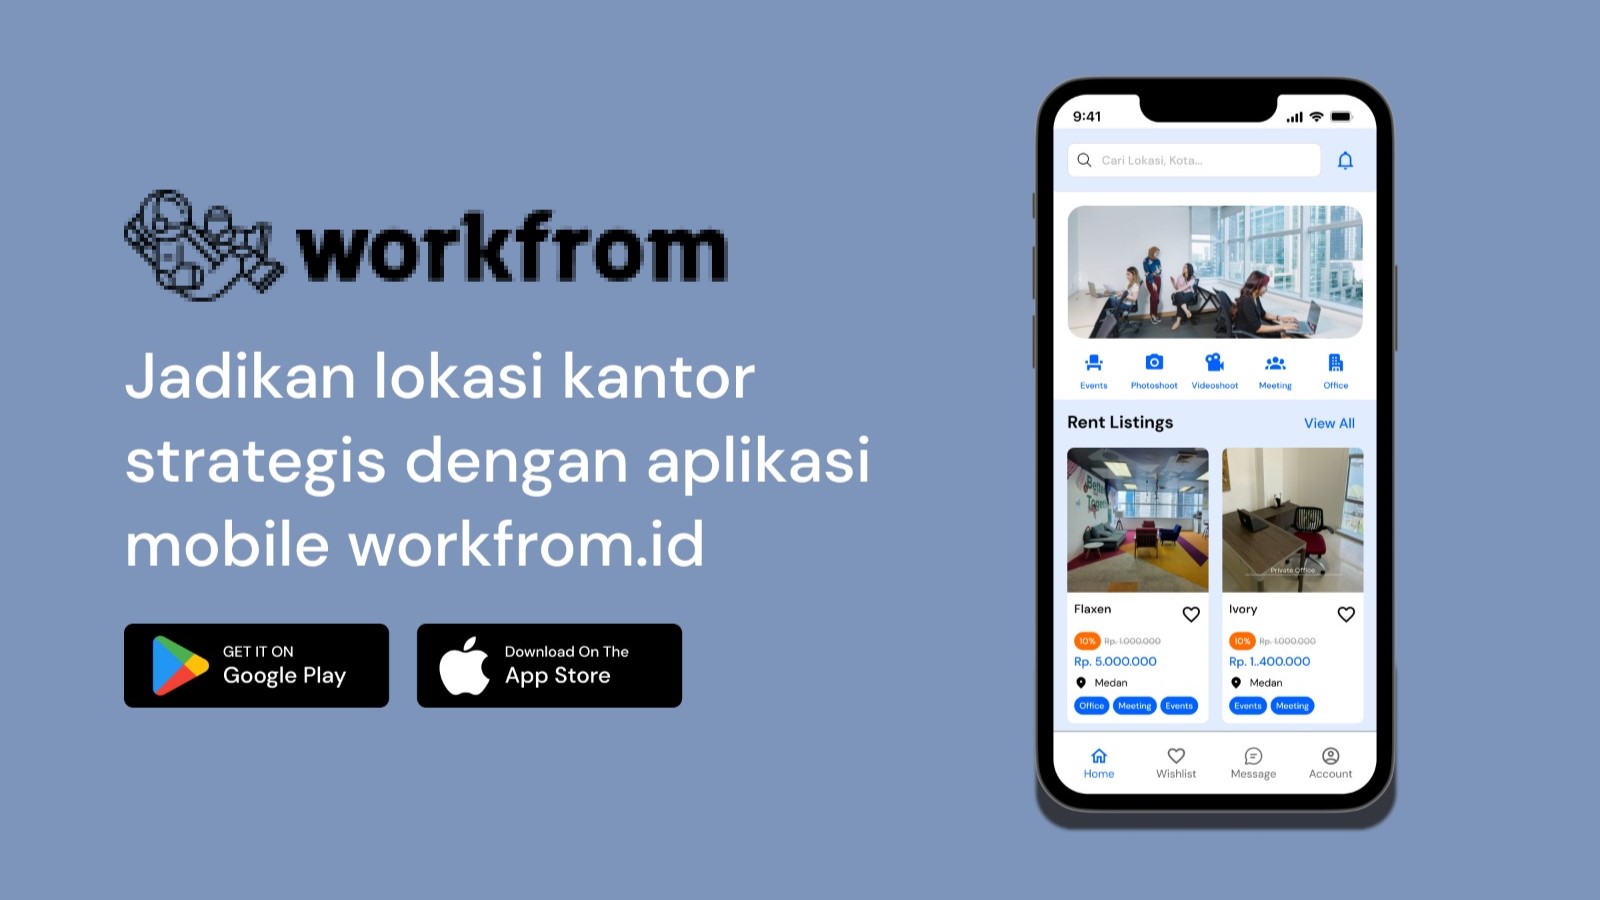 workfrom
Jadikan lokasi kantor
strategis dengan aplikasi
mobile workfrom.id
GET IT ON
Google Play
Download On The
App Store
9:41
Cari Lokasi, Kota...
Events Photoshoot Videoshoot Meeting Office
Rent Listings View All
Better
Private Office
Flaxen
10% Rp. 1.000.000
Rp. 5.000.000
Medan
Office Meeting Events
Ivory
10% Rp. 1.000.000
Rp. 1..400.000
Medan
Events Meeting
Home Wishlist Message Account